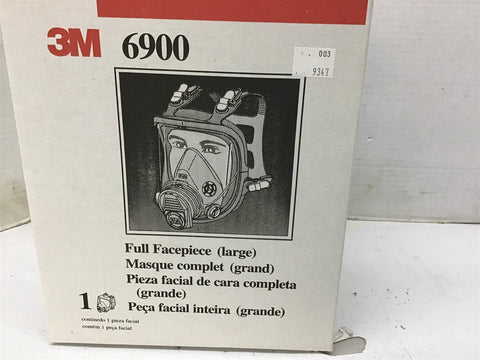 3M 6900
. 003
9347
Full Facepiece (large)
Masque complet (grand)
Pieza facial de cara completa
(grande)
Peça facial inteira (grande)
1
continedo 1 pieza facial
contém 1 peça facial